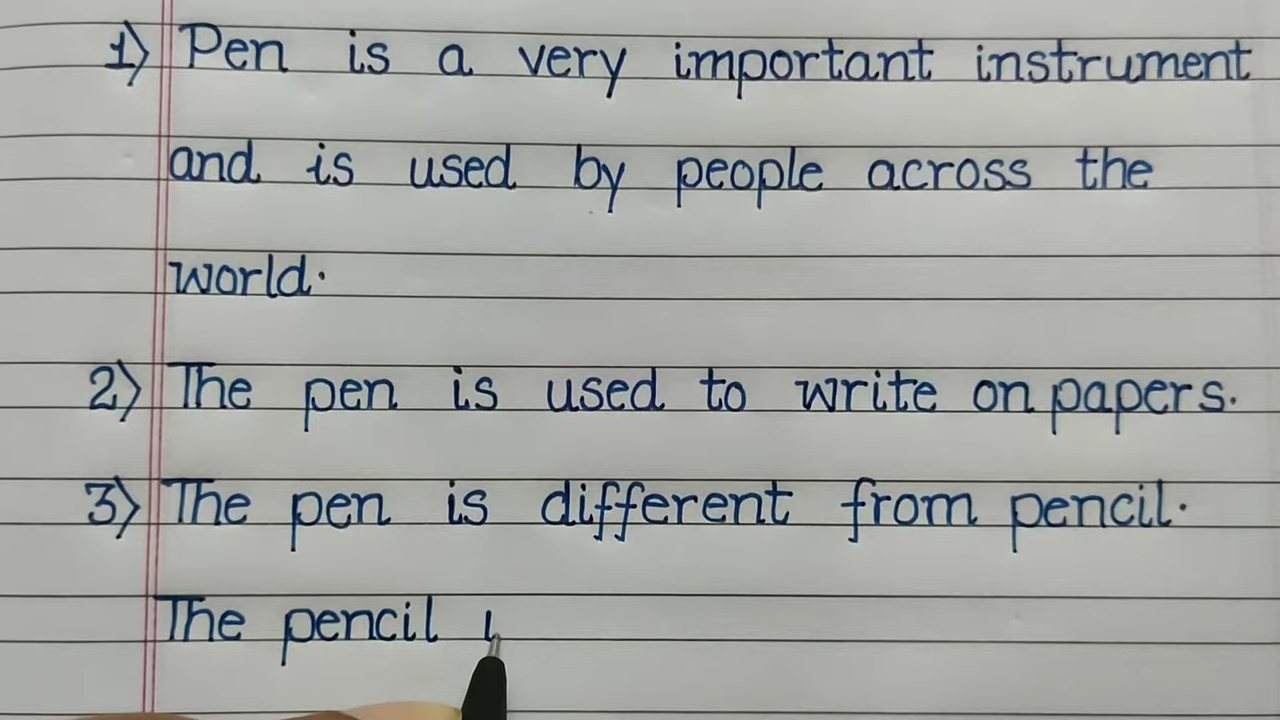 1) Pen is a very important instrument
and is used by people across the
world.
2) The pen is used to write on papers.
3) The pen is different from pencil.
The pencil